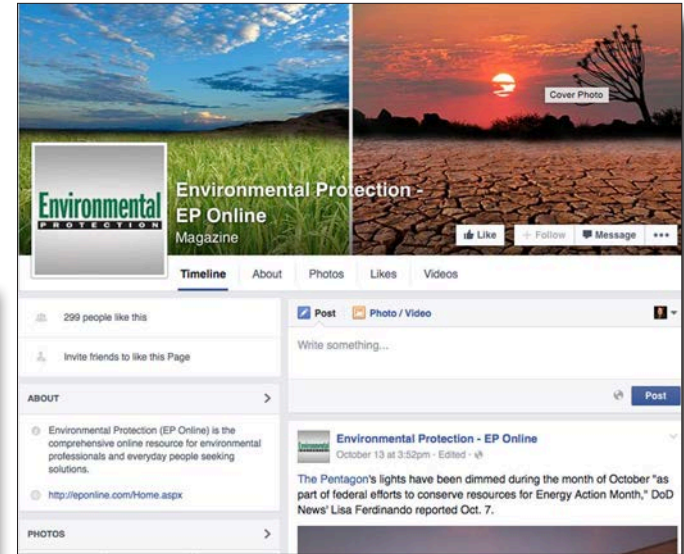 Cover Photo
Environmental
PROTECTION
Environmental Protection -
EP Online
Magazine
Like
Follow
Message
Timeline About Photos Likes Videos
299 people like this
Invite friends to like this Page
ABOUT
Environmental Protection (EP Online) is the
comprehensive online resource for environmental
professionals and everyday people seeking
solutions.
http://eponline.com/Home.aspx
PHOTOS
Post Photo / Video
Write something...
Post
Environmental Protection - EP Online
October 13 at 3:52pm · Edited ·
The Pentagon's lights have been dimmed during the month of October "as
part of federal efforts to conserve resources for Energy Action Month," DoD
News' Lisa Ferdinando reported Oct. 7.